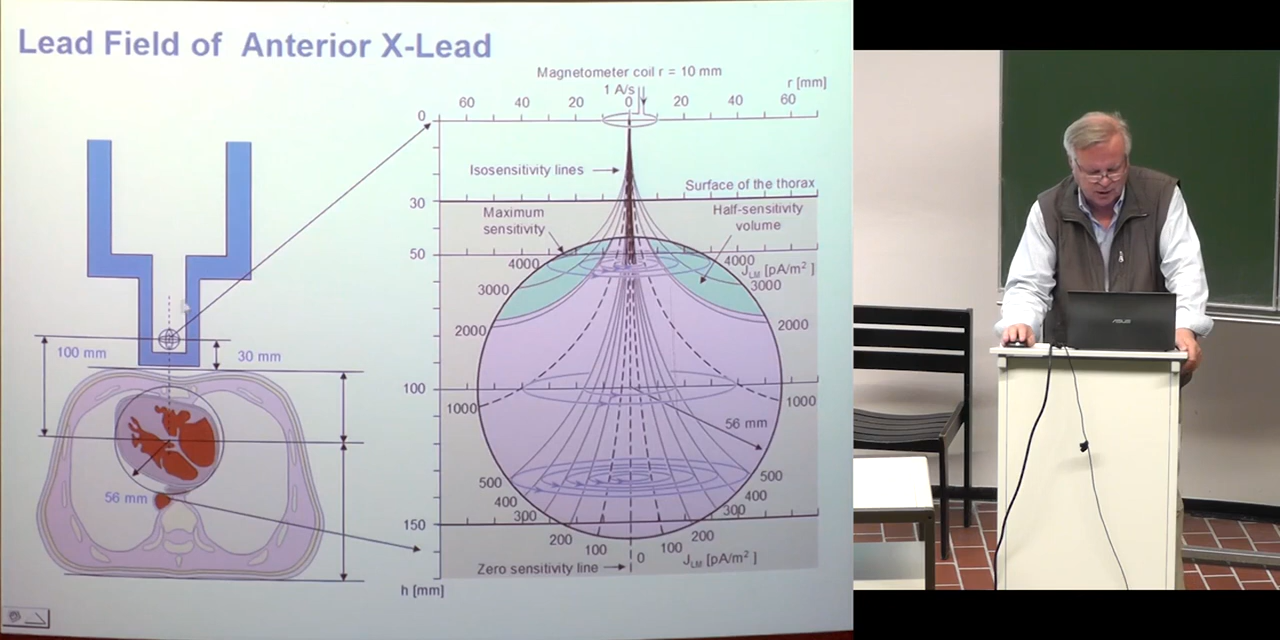 Lead Field of Anterior X-Lead
Magnetometer coil r = 10 mm
1 A/s
r [mm]
60 40 20 0 20 40 60
0
Isosensitivity lines
Surface of the thorax
30
Maximum
sensitivity
Half-sensitivity
volume
50
4000
4000
J_LM [pA/m²]
3000
3000
2000
2000
100 mm
30 mm
100
1000
1000
56 mm
56 mm
500
500
400
400
300
300
150
200
200
100
100
0
J_LM [pA/m²]
Zero sensitivity line
h [mm]
ASUS